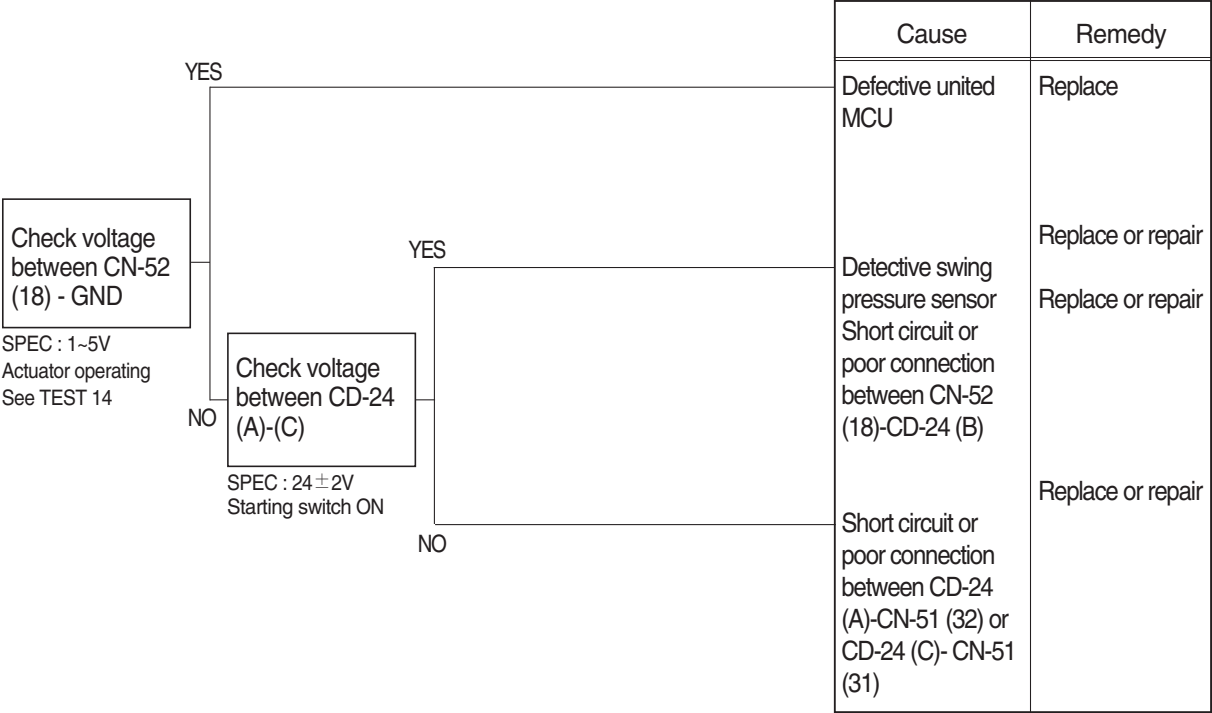 Cause
Remedy
YES
Defective united
MCU
Replace
Check voltage
between CN-52
(18) - GND
SPEC : 1~5V
Actuator operating
See TEST 14
NO
Check voltage
between CD-24
(A)-(C)
SPEC : 24±2V
Starting switch ON
YES
Detective swing
pressure sensor
Short circuit or
poor connection
between CN-52
(18)-CD-24 (B)
Replace or repair
Replace or repair
NO
Short circuit or
poor connection
between CD-24
(A)-CN-51 (32) or
CD-24 (C)- CN-51
(31)
Replace or repair